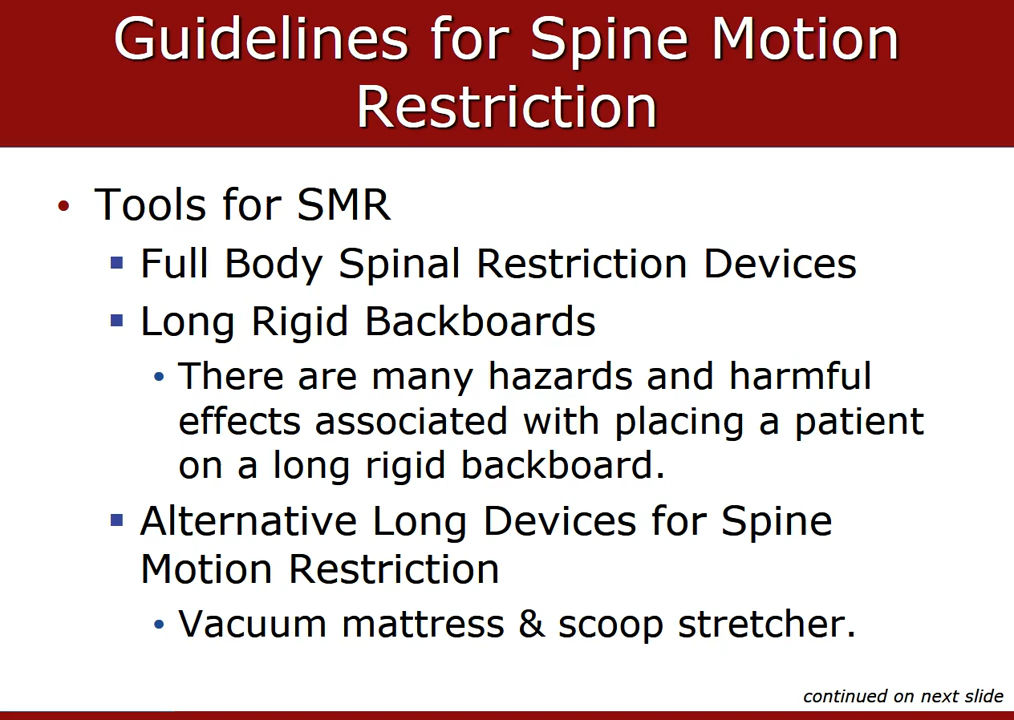 Guidelines for Spine Motion
Restriction
• Tools for SMR
▪ Full Body Spinal Restriction Devices
▪ Long Rigid Backboards
• There are many hazards and harmful
effects associated with placing a patient
on a long rigid backboard.
▪ Alternative Long Devices for Spine
Motion Restriction
• Vacuum mattress & scoop stretcher.
continued on next slide